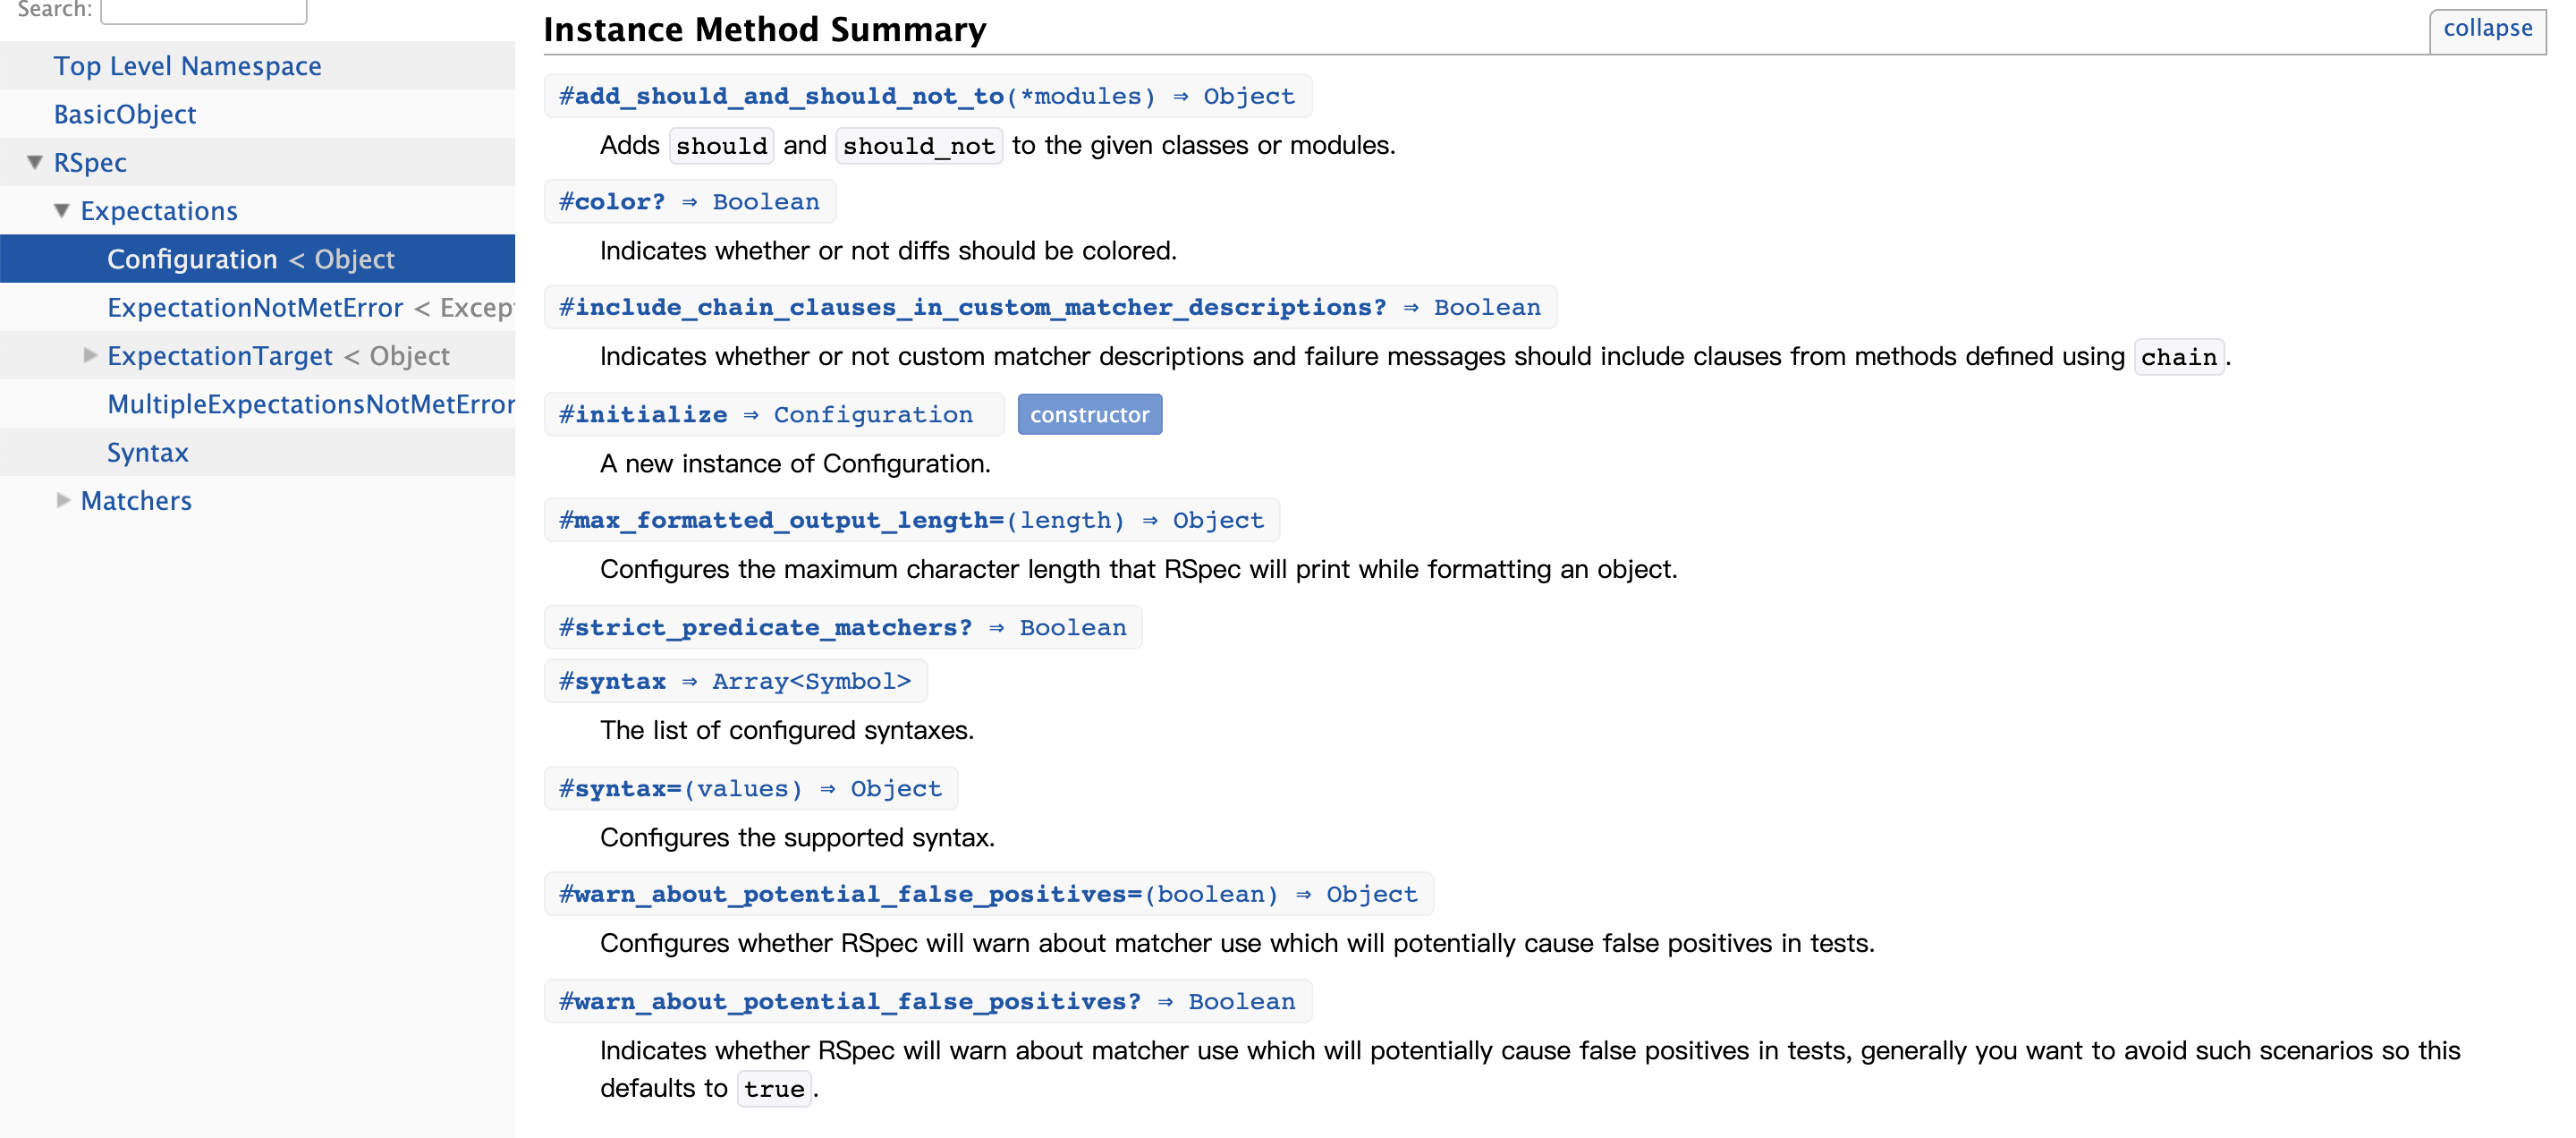 Search:
Top Level Namespace
BasicObject
▼ RSpec
▼ Expectations
Configuration < Object
ExpectationNotMetError < Excep
▶ ExpectationTarget < Object
MultipleExpectationsNotMetError
Syntax
▶ Matchers
Instance Method Summary
collapse
#add_should_and_should_not_to(*modules) ⇒ Object
Adds should and should_not to the given classes or modules.
#color? ⇒ Boolean
Indicates whether or not diffs should be colored.
#include_chain_clauses_in_custom_matcher_descriptions? ⇒ Boolean
Indicates whether or not custom matcher descriptions and failure messages should include clauses from methods defined using chain.
#initialize ⇒ Configuration constructor
A new instance of Configuration.
#max_formatted_output_length=(length) ⇒ Object
Configures the maximum character length that RSpec will print while formatting an object.
#strict_predicate_matchers? ⇒ Boolean
#syntax ⇒ Array<Symbol>
The list of configured syntaxes.
#syntax=(values) ⇒ Object
Configures the supported syntax.
#warn_about_potential_false_positives=(boolean) ⇒ Object
Configures whether RSpec will warn about matcher use which will potentially cause false positives in tests.
#warn_about_potential_false_positives? ⇒ Boolean
Indicates whether RSpec will warn about matcher use which will potentially cause false positives in tests, generally you want to avoid such scenarios so this
defaults to true.